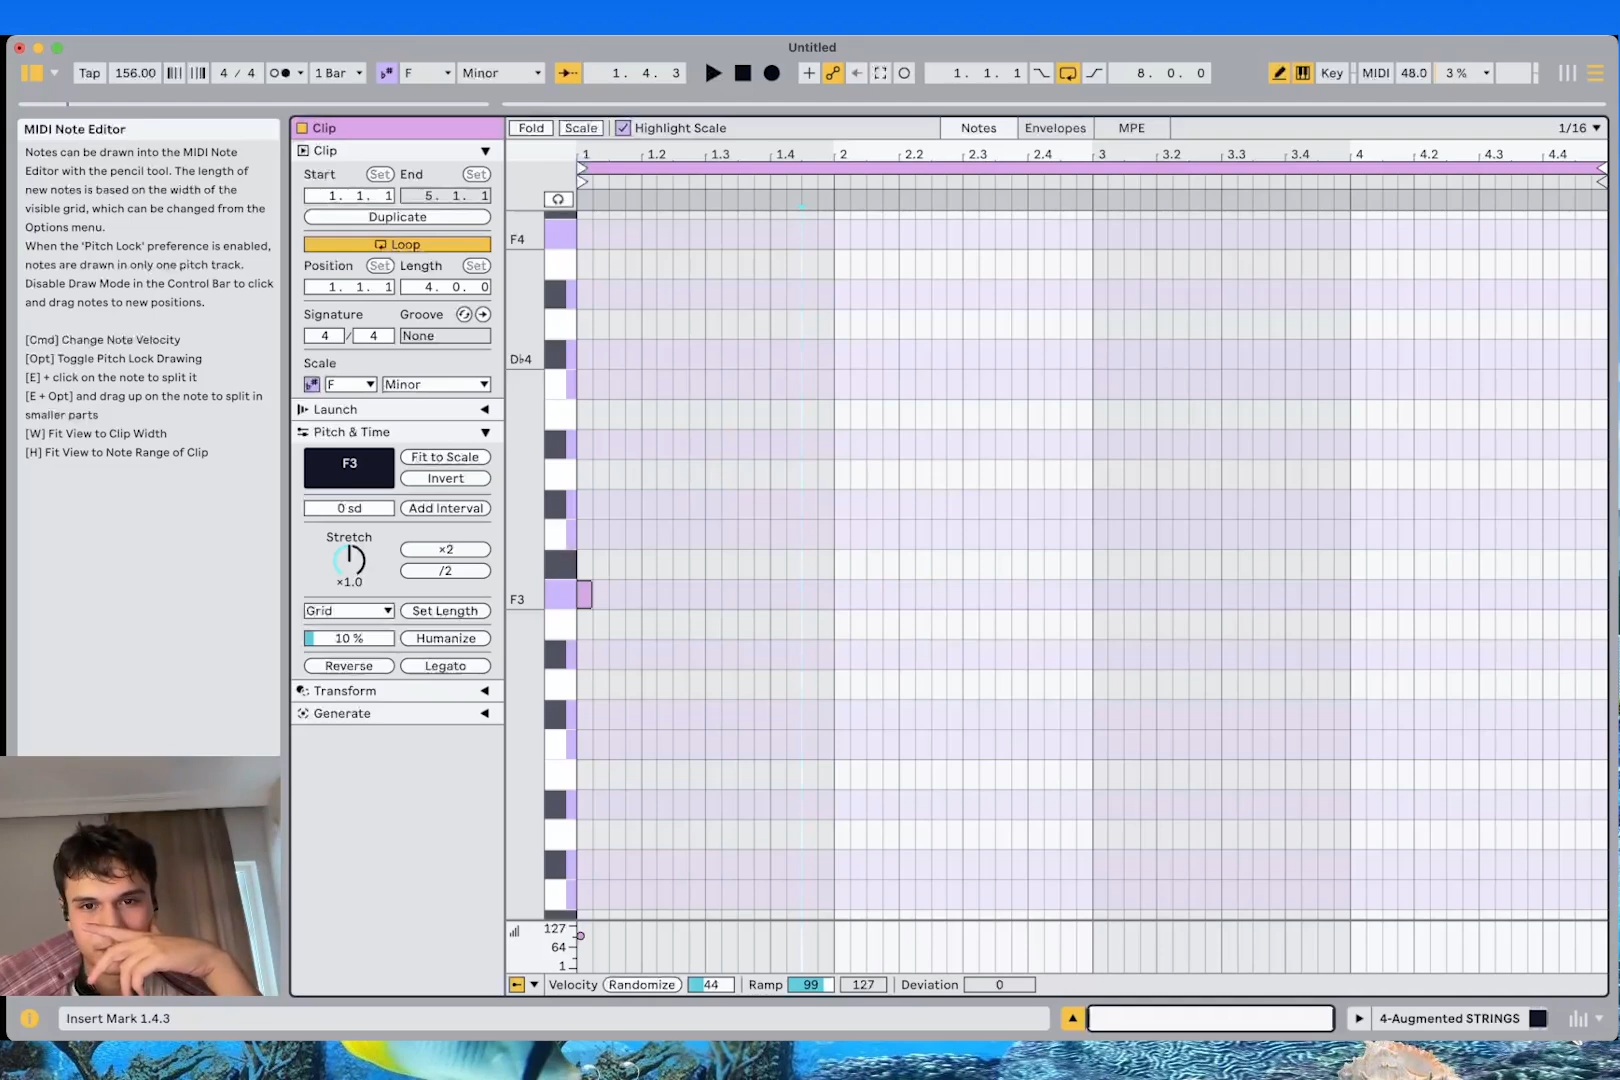 Untitled
Tap 156.00 4 / 4 1 Bar F Minor 1. 4. 3 1. 1. 1 8. 0. 0 Key MIDI 48.0 3 %
MIDI Note Editor
Notes can be drawn into the MIDI Note
Editor with the pencil tool. The length of
new notes is based on the width of the
visible grid, which can be changed from the
Options menu.
When the 'Pitch Lock' preference is enabled,
notes are drawn in only one pitch track.
Disable Draw Mode in the Control Bar to click
and drag notes to new positions.
[Cmd] Change Note Velocity
[Opt] Toggle Pitch Lock Drawing
[E] + click on the note to split it
[E + Opt] and drag up on the note to split in
smaller parts
[W] Fit View to Clip Width
[H] Fit View to Note Range of Clip
Clip
Clip
Start Set End Set
1. 1. 1 5. 1. 1
Duplicate
Loop
Position Set Length Set
1. 1. 1 4. 0. 0
Signature Groove
4 / 4 None
Scale
F Minor
Launch
Pitch & Time
F3 Fit to Scale
Invert
0 sd Add Interval
Stretch
×2
/2
×1.0
Grid Set Length
10 % Humanize
Reverse Legato
Transform
Generate
Fold Scale Highlight Scale Notes Envelopes MPE 1/16
1 1.2 1.3 1.4 2 2.2 2.3 2.4 3 3.2 3.3 3.4 4 4.2 4.3 4.4
F4
D♭4
F3
127
64
1
Velocity Randomize 44 Ramp 99 127 Deviation 0
Insert Mark 1.4.3
4-Augmented STRINGS